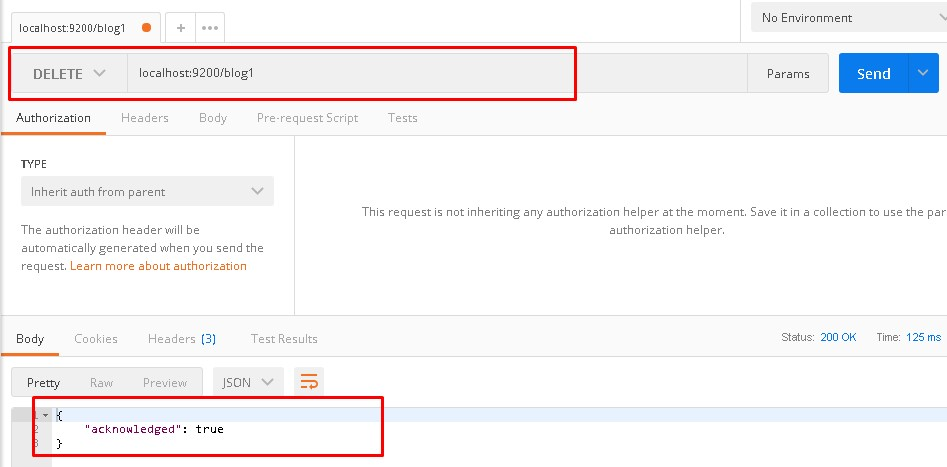 localhost:9200/blog1
No Environment
DELETE localhost:9200/blog1 Params Send
Authorization Headers Body Pre-request Script Tests
TYPE
Inherit auth from parent
The authorization header will be
automatically generated when you send the
request. Learn more about authorization
This request is not inheriting any authorization helper at the moment. Save it in a collection to use the par
authorization helper.
Body Cookies Headers (3) Test Results Status: 200 OK Time: 125 ms
Pretty Raw Preview JSON
1 {
2 "acknowledged": true
3 }